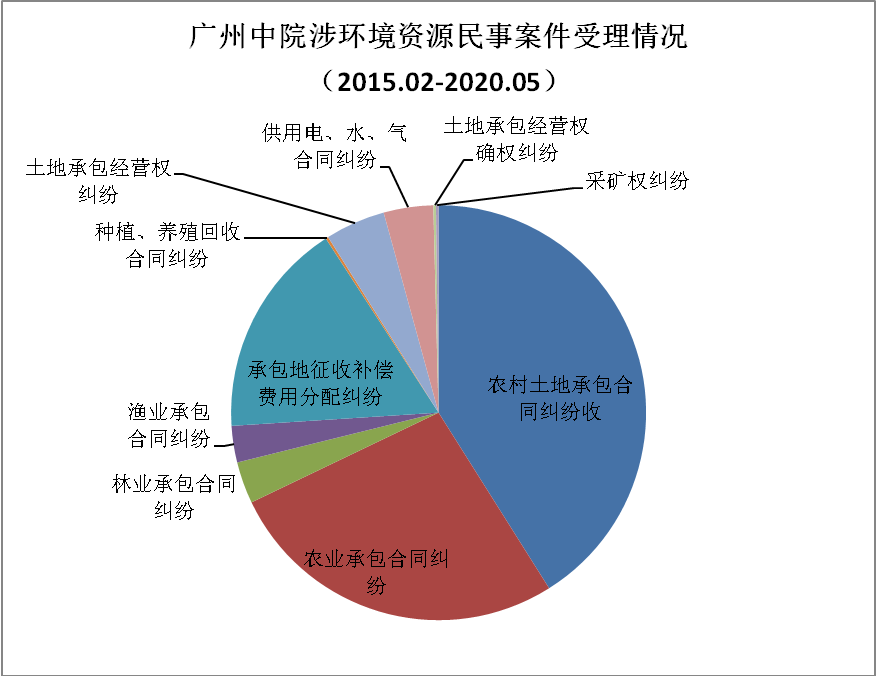 广州中院涉环境资源民事案件受理情况
（2015.02-2020.05）
供用电、水、气
合同纠纷
土地承包经营权
确权纠纷
土地承包经营权
纠纷
采矿权纠纷
种植、养殖回收
合同纠纷
承包地征收补偿
费用分配纠纷
农村土地承包合
同纠纷收
渔业承包
合同纠纷
林业承包合同
纠纷
农业承包合同纠
纷